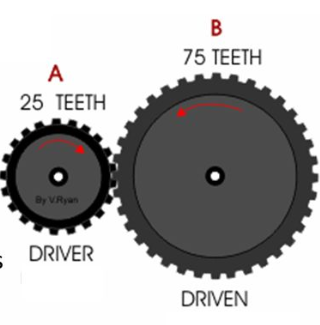 B
75 TEETH
A
25 TEETH
By V.Ryan
s
DRIVER
DRIVEN